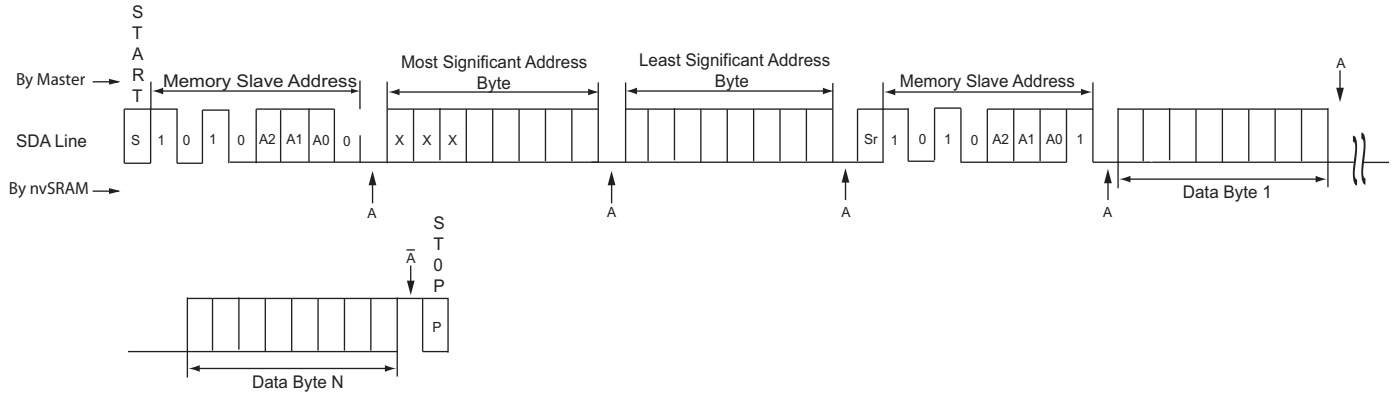 START
By Master
Memory Slave Address
Most Significant Address
Byte
Least Significant Address
Byte
Memory Slave Address
A
SDA Line
S 1 0 1 0 A2 A1 A0 0 X X X Sr 1 0 1 0 A2 A1 A0 1
By nvSRAM
A A A A
Data Byte 1
ST0P
A̅
P
Data Byte N